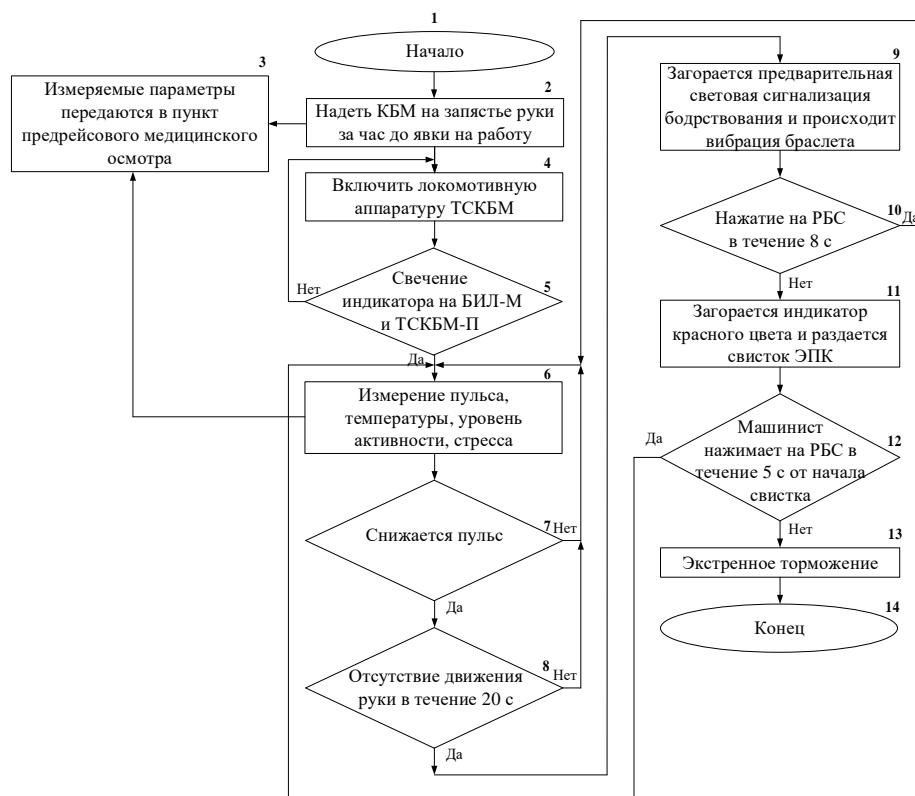 1
Начало
2
Надеть КБМ на запястье руки
за час до явки на работу
3
Измеряемые параметры
передаются в пункт
предрейсового медицинского
осмотра
4
Включить локомотивную
аппаратуру ТСКБМ
5
Свечение
индикатора на БИЛ-М
и ТСКБМ-П
Нет
Да
6
Измерение пульса,
температуры, уровень
активности, стресса
7
Снижается пульс
Нет
Да
8
Отсутствие движения
руки в течение 20 с
Нет
Да
9
Загорается предварительная
световая сигнализация
бодрствования и происходит
вибрация браслета
10
Нажатие на РБС
в течение 8 с
Да
Нет
11
Загорается индикатор
красного цвета и раздается
свисток ЭПК
12
Машинист
нажимает на РБС в
течение 5 с от начала
свистка
Да
Нет
13
Экстренное торможение
14
Конец